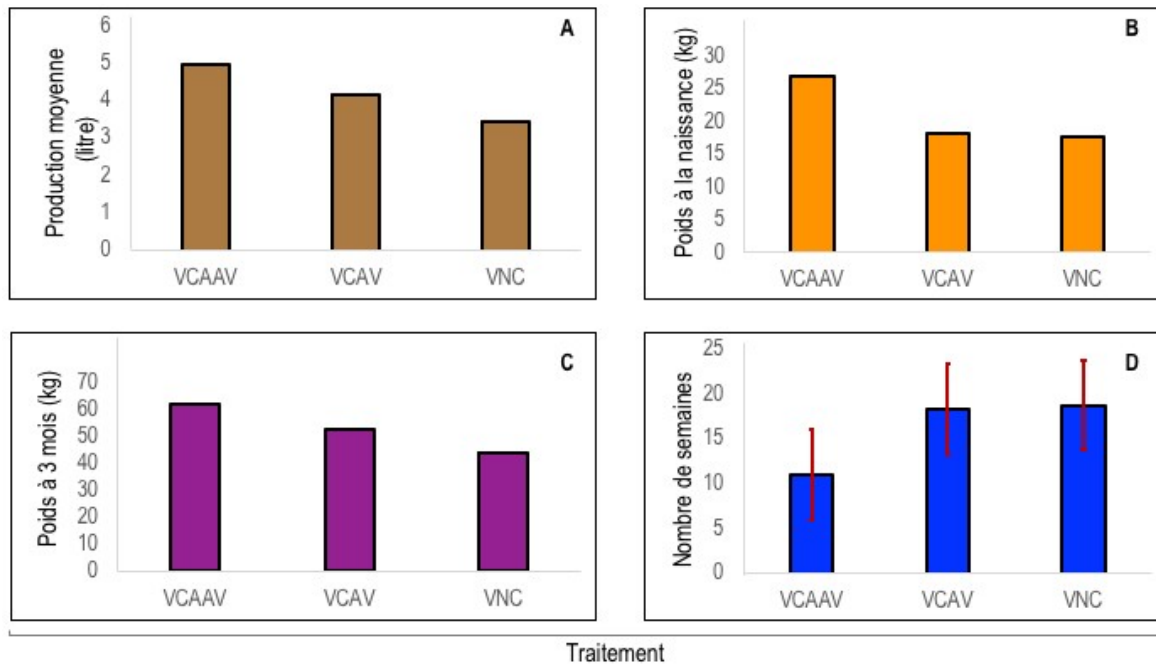 A
Production moyenne
(litre)
6
5
4
3
2
1
0
VCAAV VCAV VNC
B
Poids à la naissance (kg)
30
25
20
15
10
5
0
VCAAV VCAV VNC
C
Poids à 3 mois (kg)
70
60
50
40
30
20
10
0
VCAAV VCAV VNC
D
Nombre de semaines
25
20
15
10
5
0
VCAAV VCAV VNC
Traitement